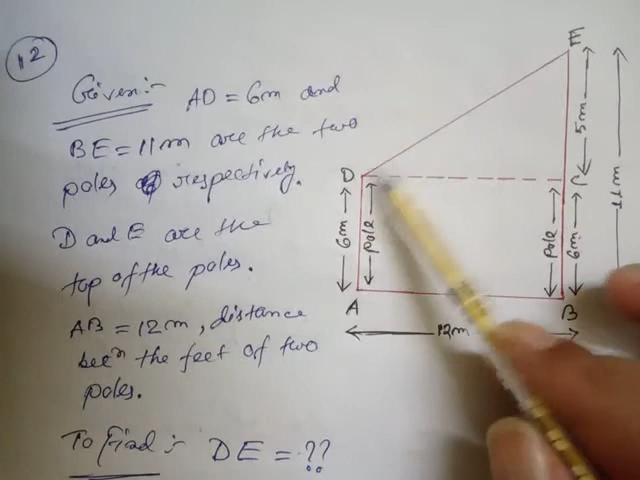 12
Given:- AD = 6m and
BE = 11m are the two
poles respectively.
D and E are the
top of the poles.
AB = 12m, distance
beeⁿ the feet of two
poles.
To Find :- DE = ??
E
5m
11m
D
C
6m
pole
pole
6m
A
B
12m